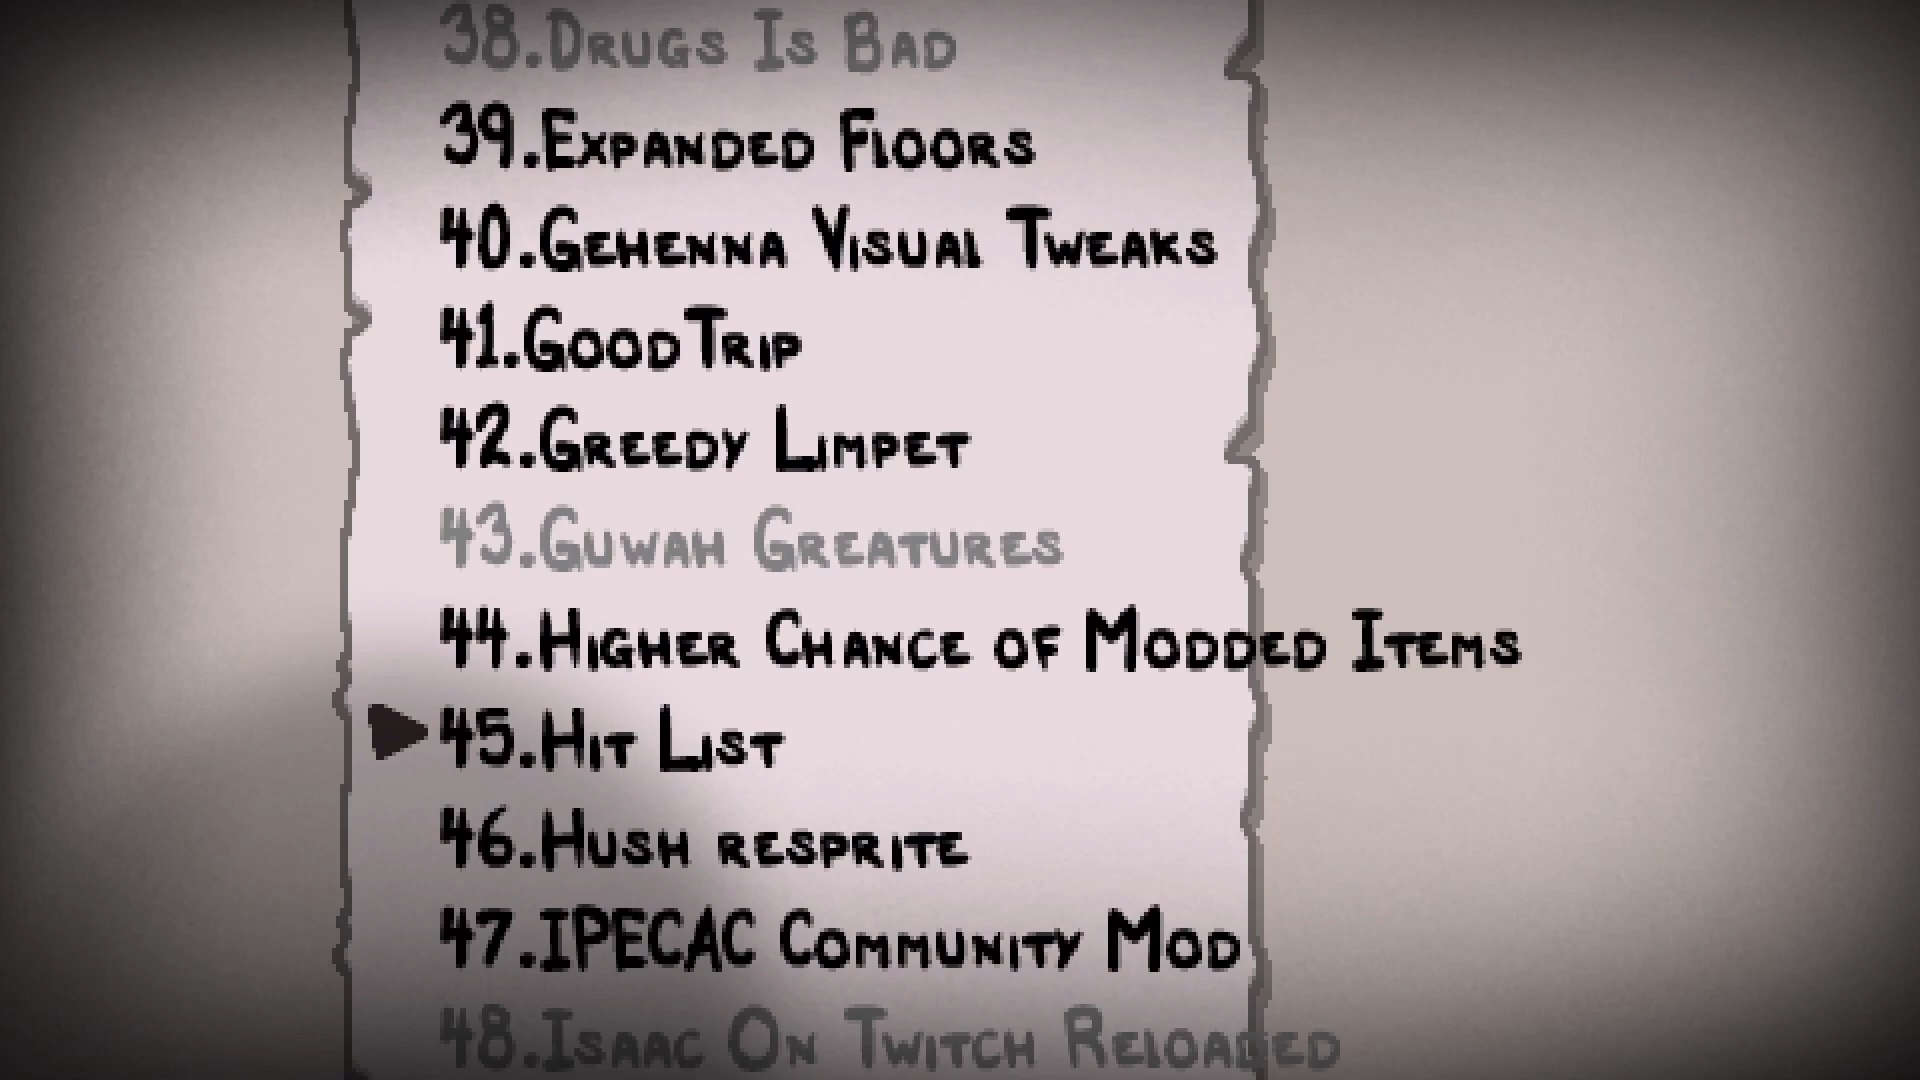 38.Drugs Is Bad
39.Expanded Floors
40.Gehenna Visual Tweaks
41.GoodTrip
42.Greedy Limpet
43.Guwah Greatures
44.Higher Chance of Modded Items
45.Hit List
46.Hush resprite
47.IPECAC Community Mod
48.Isaac On Twitch Reloaded